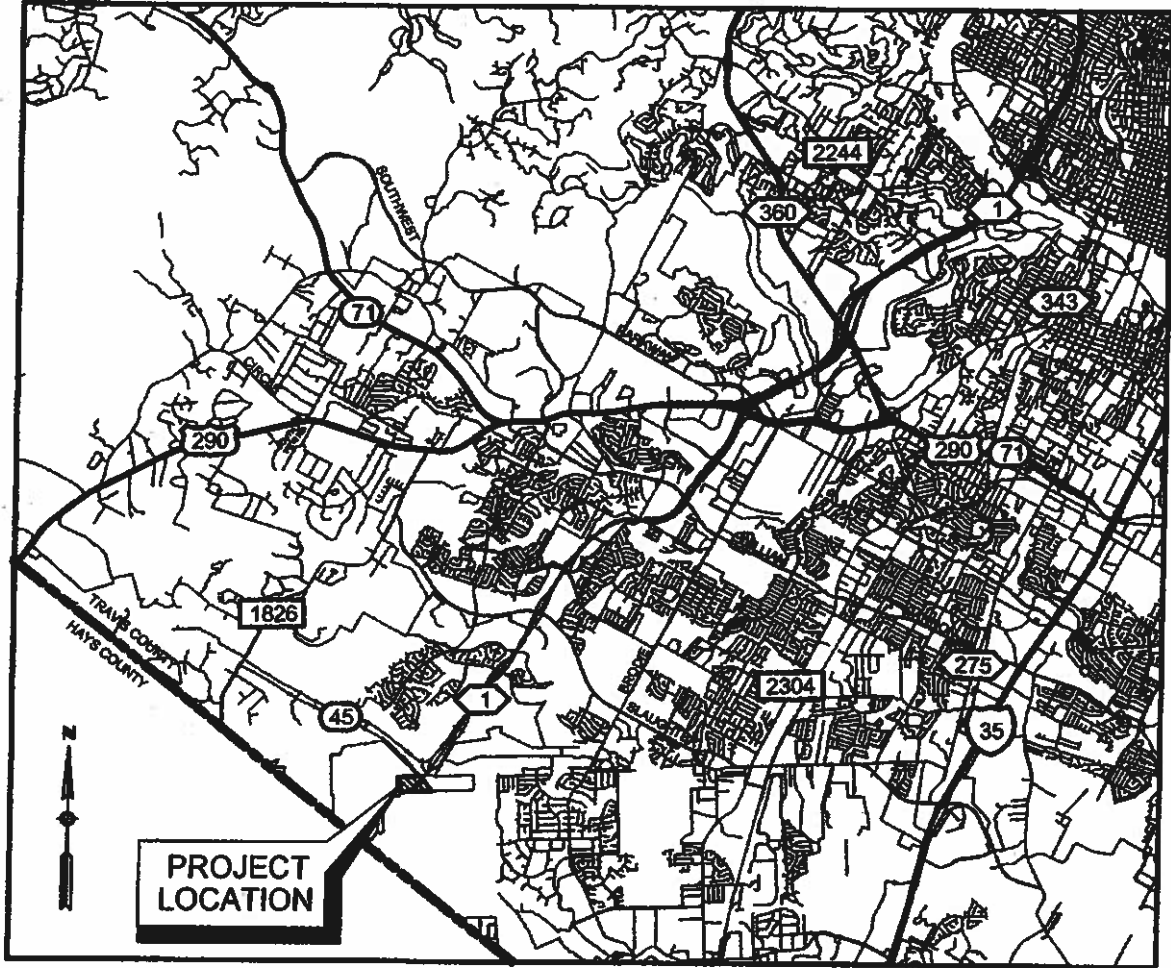 2244
360
1
SOUTHWEST
343
71
PARKWAY
CIRCLE
290
290
71
1826
TRAVIS COUNTY
HAYS COUNTY
275
2304
BRODIE
SLAUGHTER
1
45
35
N
PROJECT
LOCATION